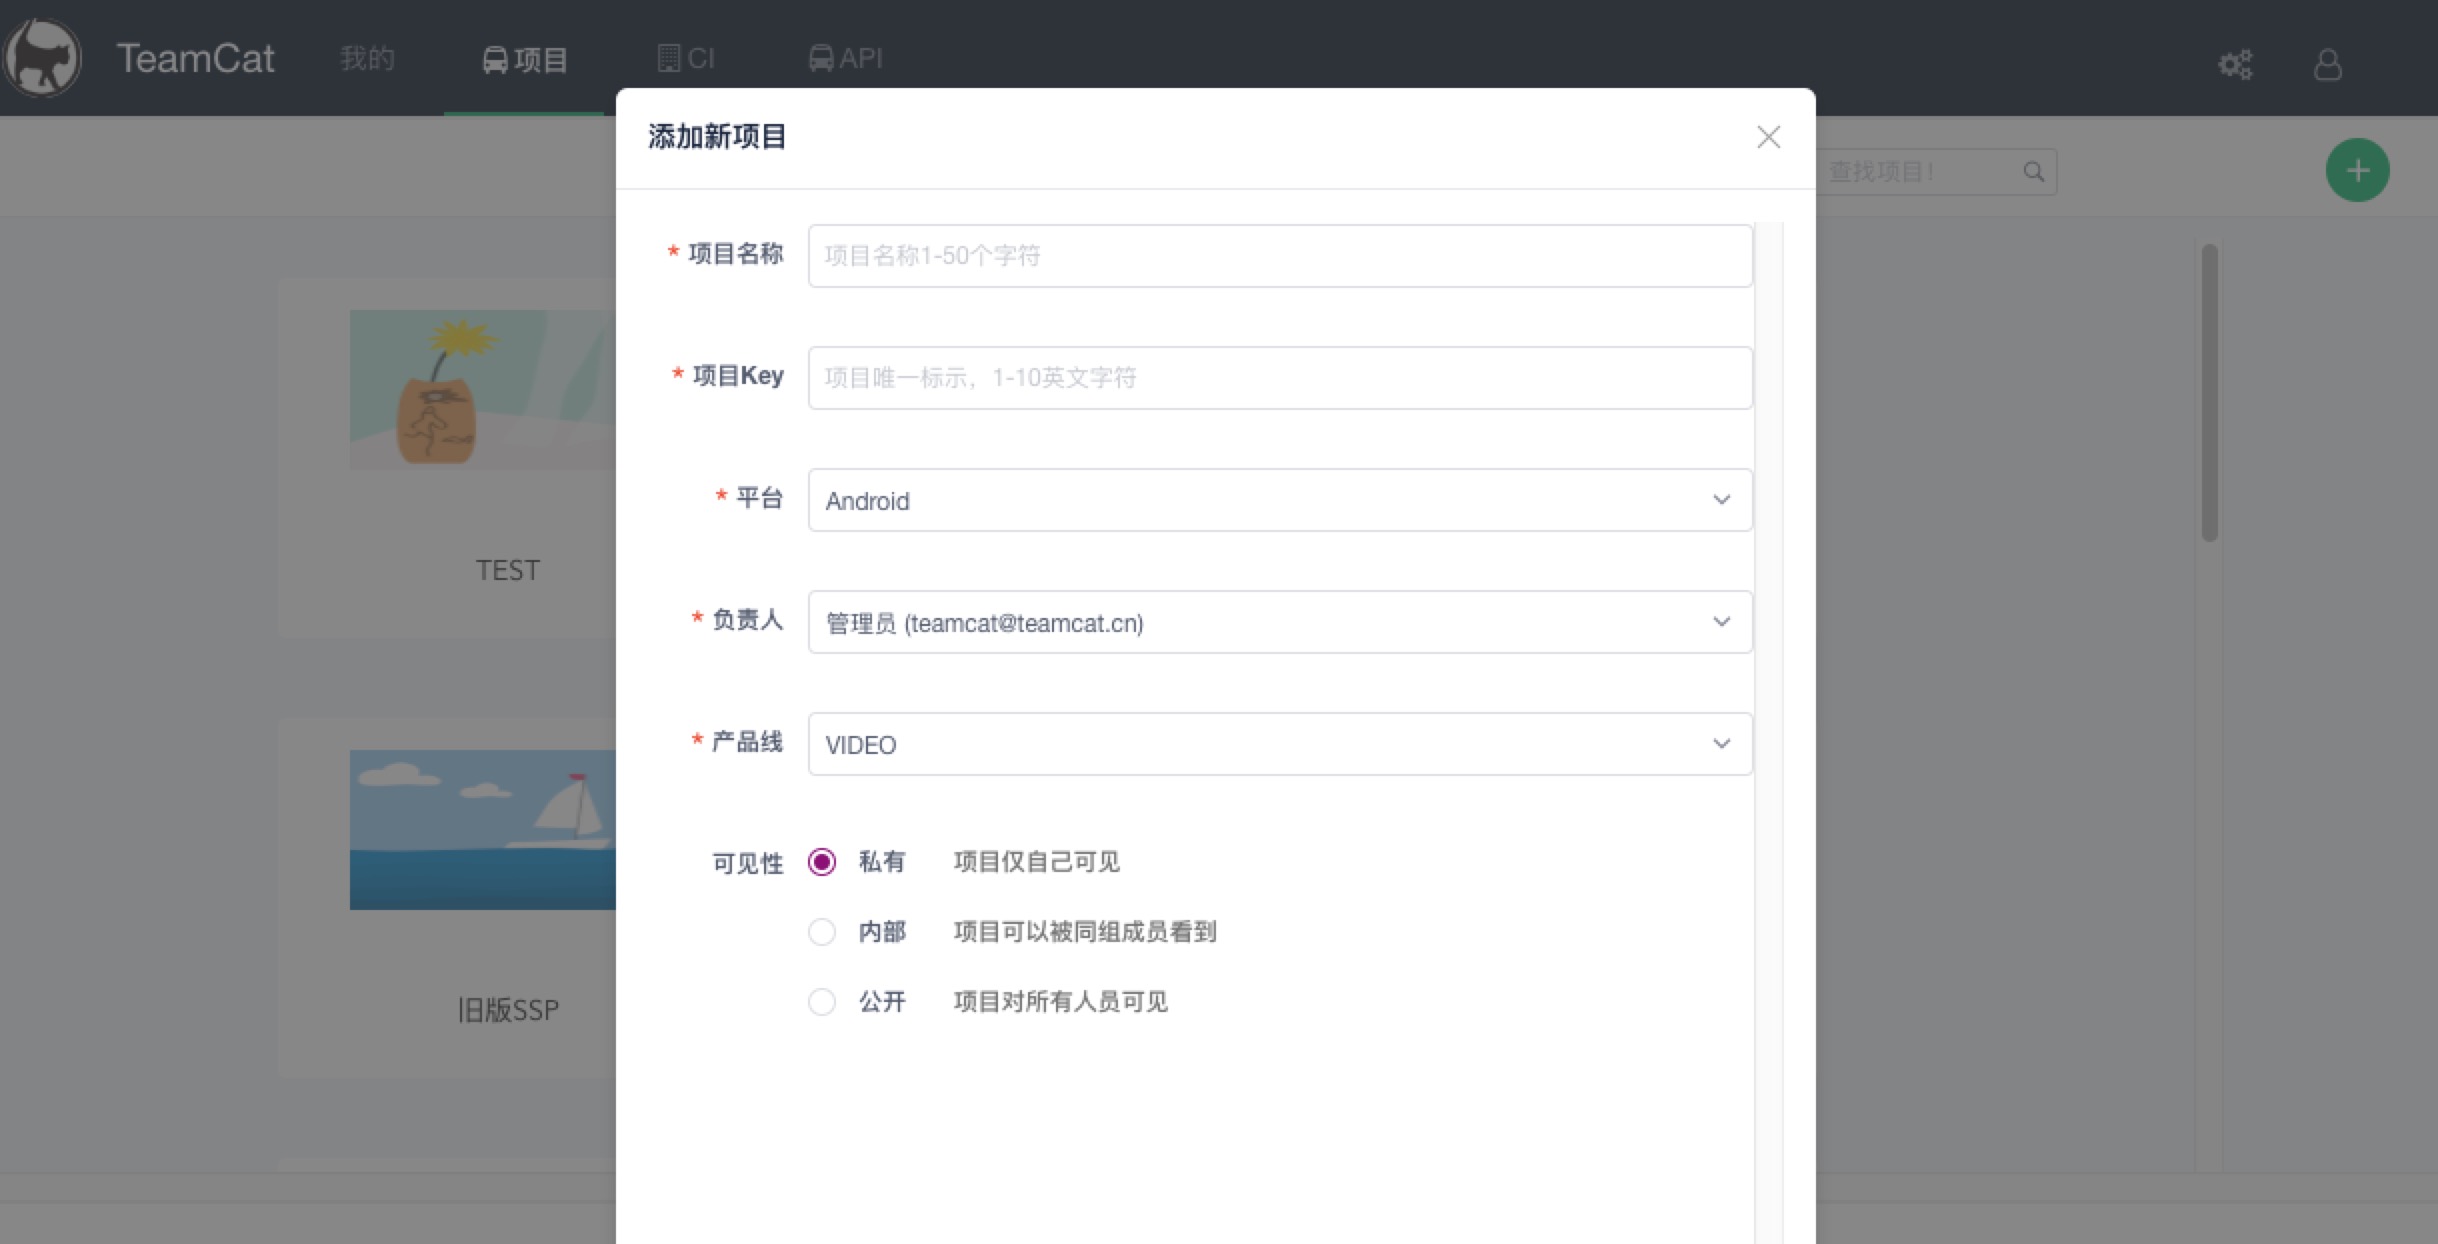 TeamCat 我的 项目 CI API
添加新项目
查找项目!
* 项目名称 项目名称1-50个字符
* 项目Key 项目唯一标示，1-10英文字符
* 平台 Android
TEST
* 负责人 管理员 (teamcat@teamcat.cn)
* 产品线 VIDEO
可见性 私有 项目仅自己可见
内部 项目可以被同组成员看到
公开 项目对所有人员可见
旧版SSP